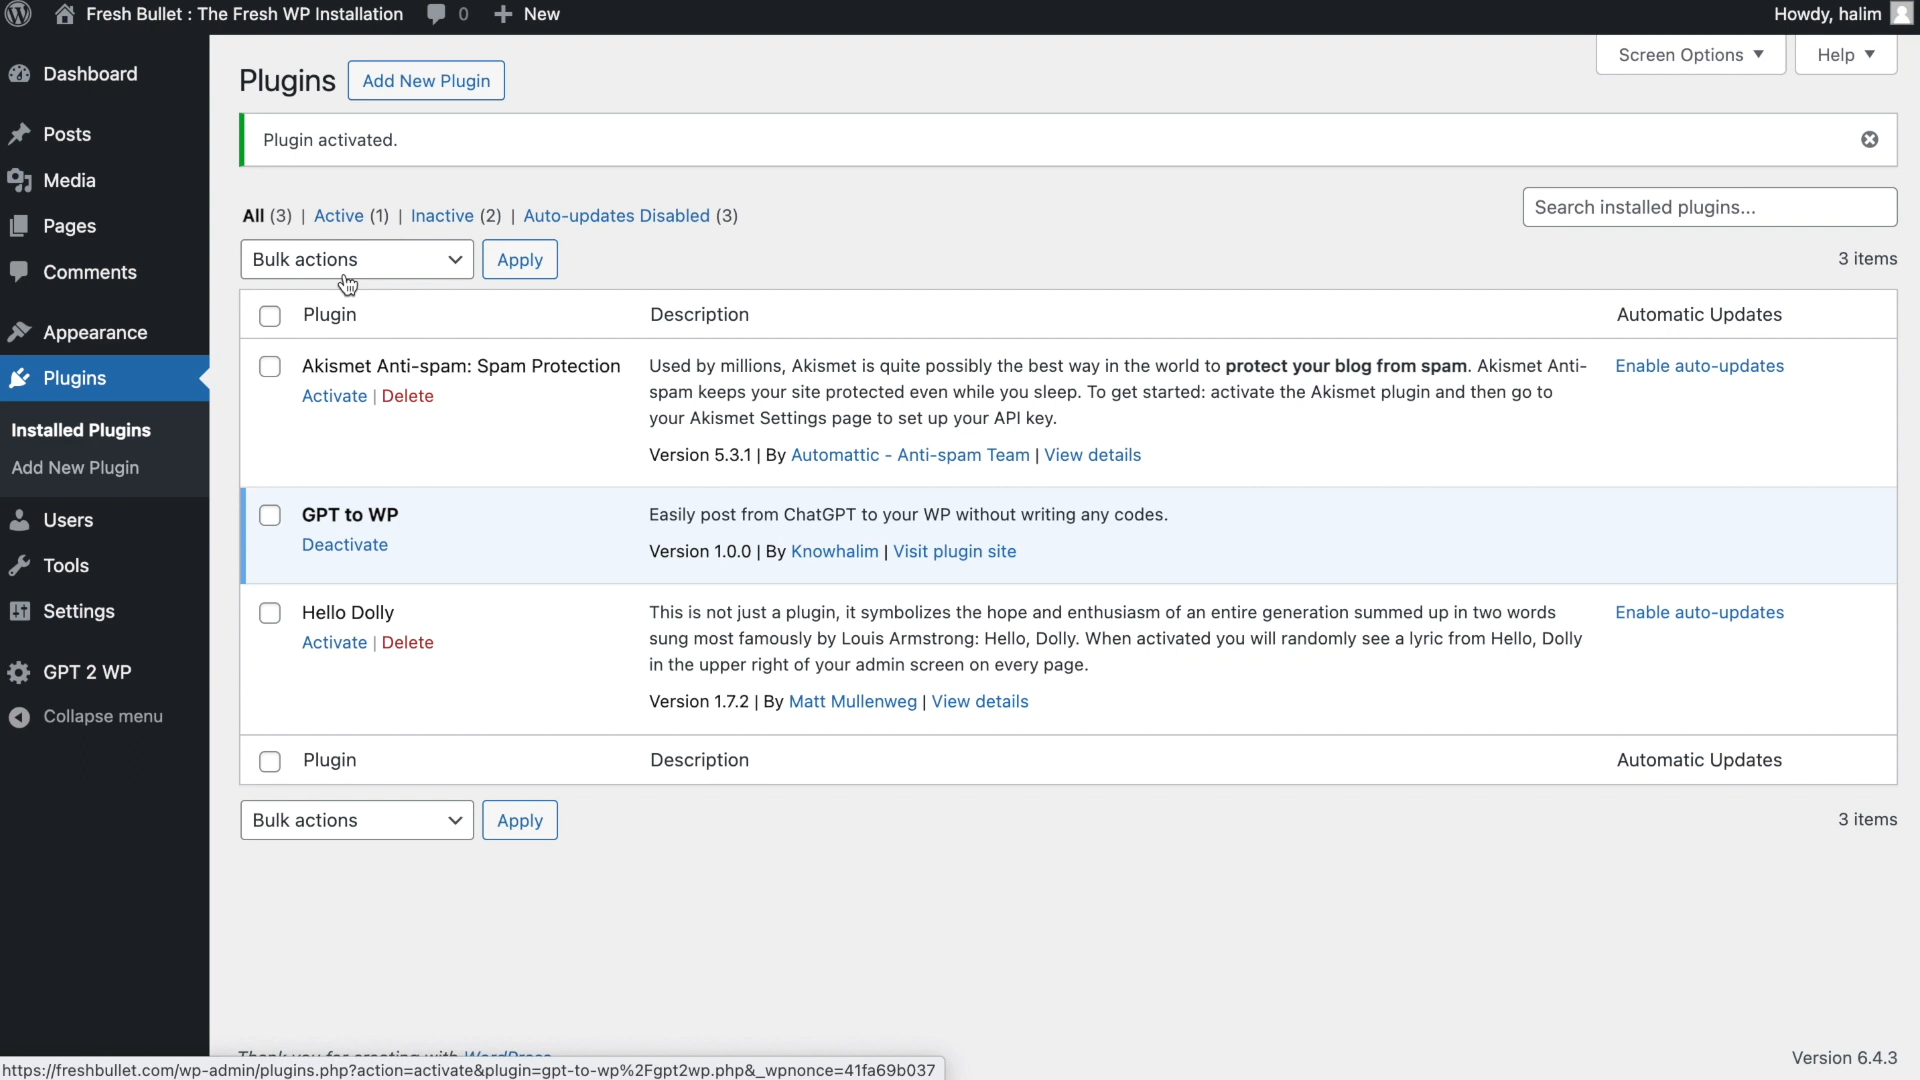 Fresh Bullet : The Fresh WP Installation 0 New Howdy, halim
Screen Options Help
Dashboard
Posts
Media
Pages
Comments
Appearance
Plugins
Installed Plugins
Add New Plugin
Users
Tools
Settings
GPT 2 WP
Collapse menu
Plugins Add New Plugin
Plugin activated.
All (3) | Active (1) | Inactive (2) | Auto-updates Disabled (3)
Search installed plugins...
Bulk actions Apply 3 items
Plugin Description Automatic Updates
Akismet Anti-spam: Spam Protection
Activate | Delete
Used by millions, Akismet is quite possibly the best way in the world to protect your blog from spam. Akismet Anti-
spam keeps your site protected even while you sleep. To get started: activate the Akismet plugin and then go to
your Akismet Settings page to set up your API key.
Version 5.3.1 | By Automattic - Anti-spam Team | View details
Enable auto-updates
GPT to WP
Deactivate
Easily post from ChatGPT to your WP without writing any codes.
Version 1.0.0 | By Knowhalim | Visit plugin site
Hello Dolly
Activate | Delete
This is not just a plugin, it symbolizes the hope and enthusiasm of an entire generation summed up in two words
sung most famously by Louis Armstrong: Hello, Dolly. When activated you will randomly see a lyric from Hello, Dolly
in the upper right of your admin screen on every page.
Version 1.7.2 | By Matt Mullenweg | View details
Enable auto-updates
Plugin Description Automatic Updates
Bulk actions Apply 3 items
Thank you for creating with WordPress
Version 6.4.3
https://freshbullet.com/wp-admin/plugins.php?action=activate&plugin=gpt-to-wp%2Fgpt2wp.php&_wpnonce=41fa69b037